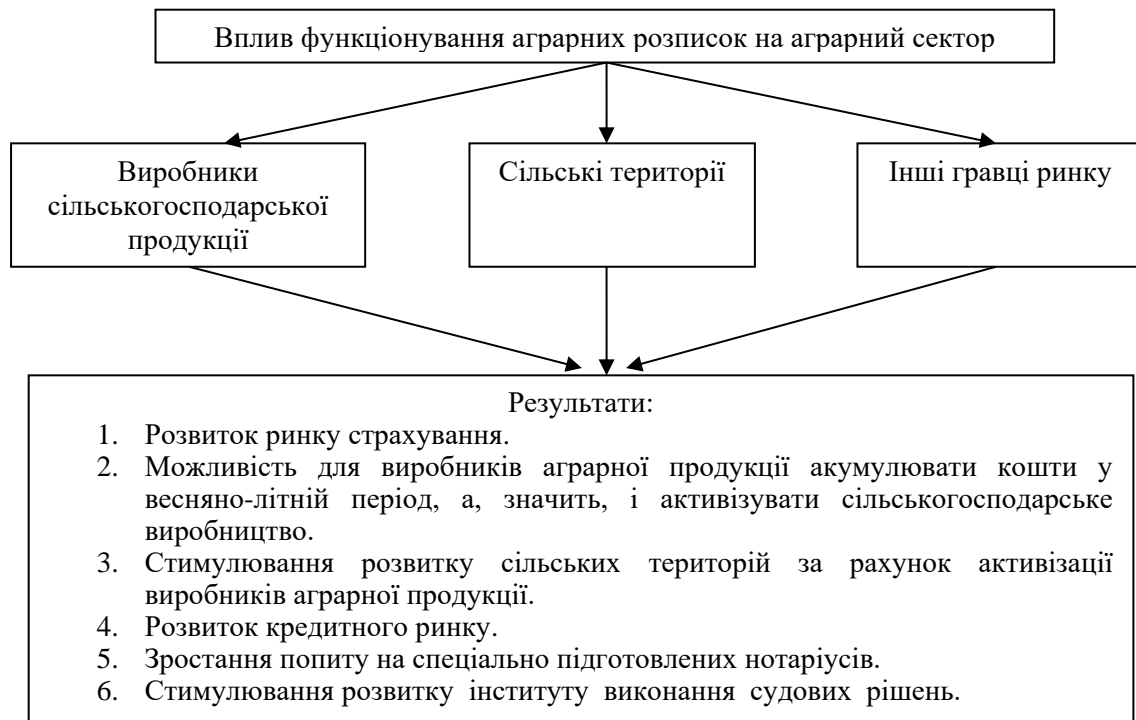 Вплив функціонування аграрних розписок на аграрний сектор
Виробники
сільськогосподарської
продукції
Сільські території
Інші гравці ринку
Результати:
1. Розвиток ринку страхування.
2. Можливість для виробників аграрної продукції акумулювати кошти у
весняно-літній період, а, значить, і активізувати сільськогосподарське
виробництво.
3. Стимулювання розвитку сільських територій за рахунок активізації
виробників аграрної продукції.
4. Розвиток кредитного ринку.
5. Зростання попиту на спеціально підготовлених нотаріусів.
6. Стимулювання розвитку інституту виконання судових рішень.